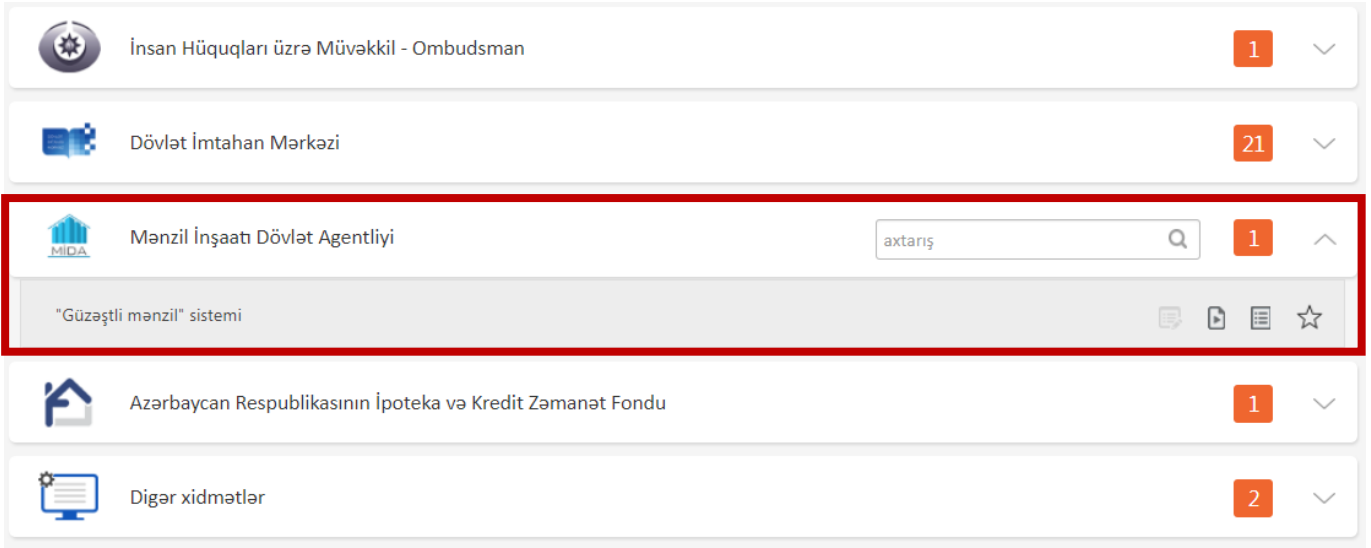 İnsan Hüquqları üzrə Müvəkkil - Ombudsman 1
Dövlət İmtahan Mərkəzi 21
MİDA Mənzil İnşaatı Dövlət Agentliyi axtarış 1
"Güzəştli mənzil" sistemi
Azərbaycan Respublikasının İpoteka və Kredit Zəmanət Fondu 1
Digər xidmətlər 2